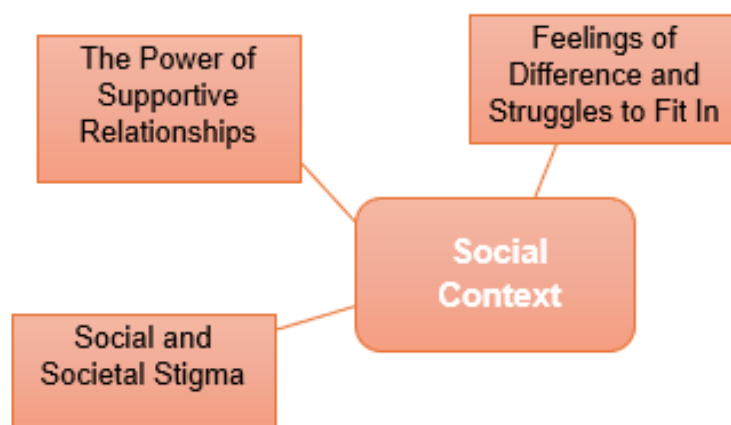 The Power of
Supportive
Relationships
Feelings of
Difference and
Struggles to Fit In
Social
Context
Social and
Societal Stigma